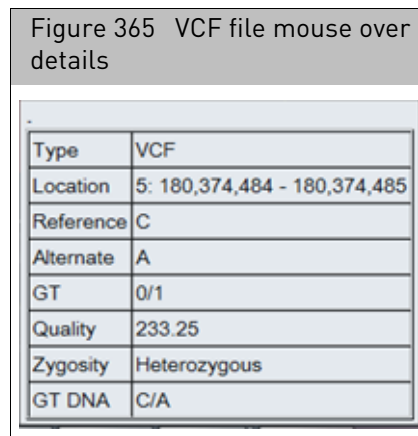 Figure 365 VCF file mouse over
details
.
Type VCF
Location 5: 180,374,484 - 180,374,485
Reference C
Alternate A
GT 0/1
Quality 233.25
Zygosity Heterozygous
GT DNA C/A